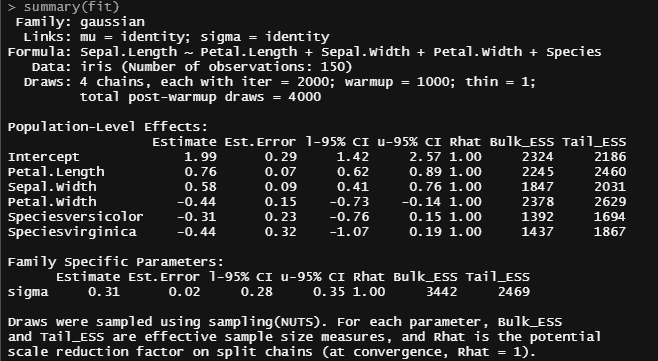 > summary(fit)
 Family: gaussian
  Links: mu = identity; sigma = identity
Formula: Sepal.Length ~ Petal.Length + Sepal.Width + Petal.Width + Species
   Data: iris (Number of observations: 150)
  Draws: 4 chains, each with iter = 2000; warmup = 1000; thin = 1;
         total post-warmup draws = 4000

Population-Level Effects:
                  Estimate Est.Error l-95% CI u-95% CI Rhat Bulk_ESS Tail_ESS
Intercept             1.99      0.29     1.42     2.57 1.00     2324     2186
Petal.Length          0.76      0.07     0.62     0.89 1.00     2245     2460
Sepal.Width           0.58      0.09     0.41     0.76 1.00     1847     2031
Petal.Width          -0.44      0.15    -0.73    -0.14 1.00     2378     2629
Speciesversicolor    -0.31      0.23    -0.76     0.15 1.00     1392     1694
Speciesvirginica     -0.44      0.32    -1.07     0.19 1.00     1437     1867

Family Specific Parameters:
      Estimate Est.Error l-95% CI u-95% CI Rhat Bulk_ESS Tail_ESS
sigma     0.31      0.02     0.28     0.35 1.00     3442     2469

Draws were sampled using sampling(NUTS). For each parameter, Bulk_ESS
and Tail_ESS are effective sample size measures, and Rhat is the potential
scale reduction factor on split chains (at convergence, Rhat = 1).